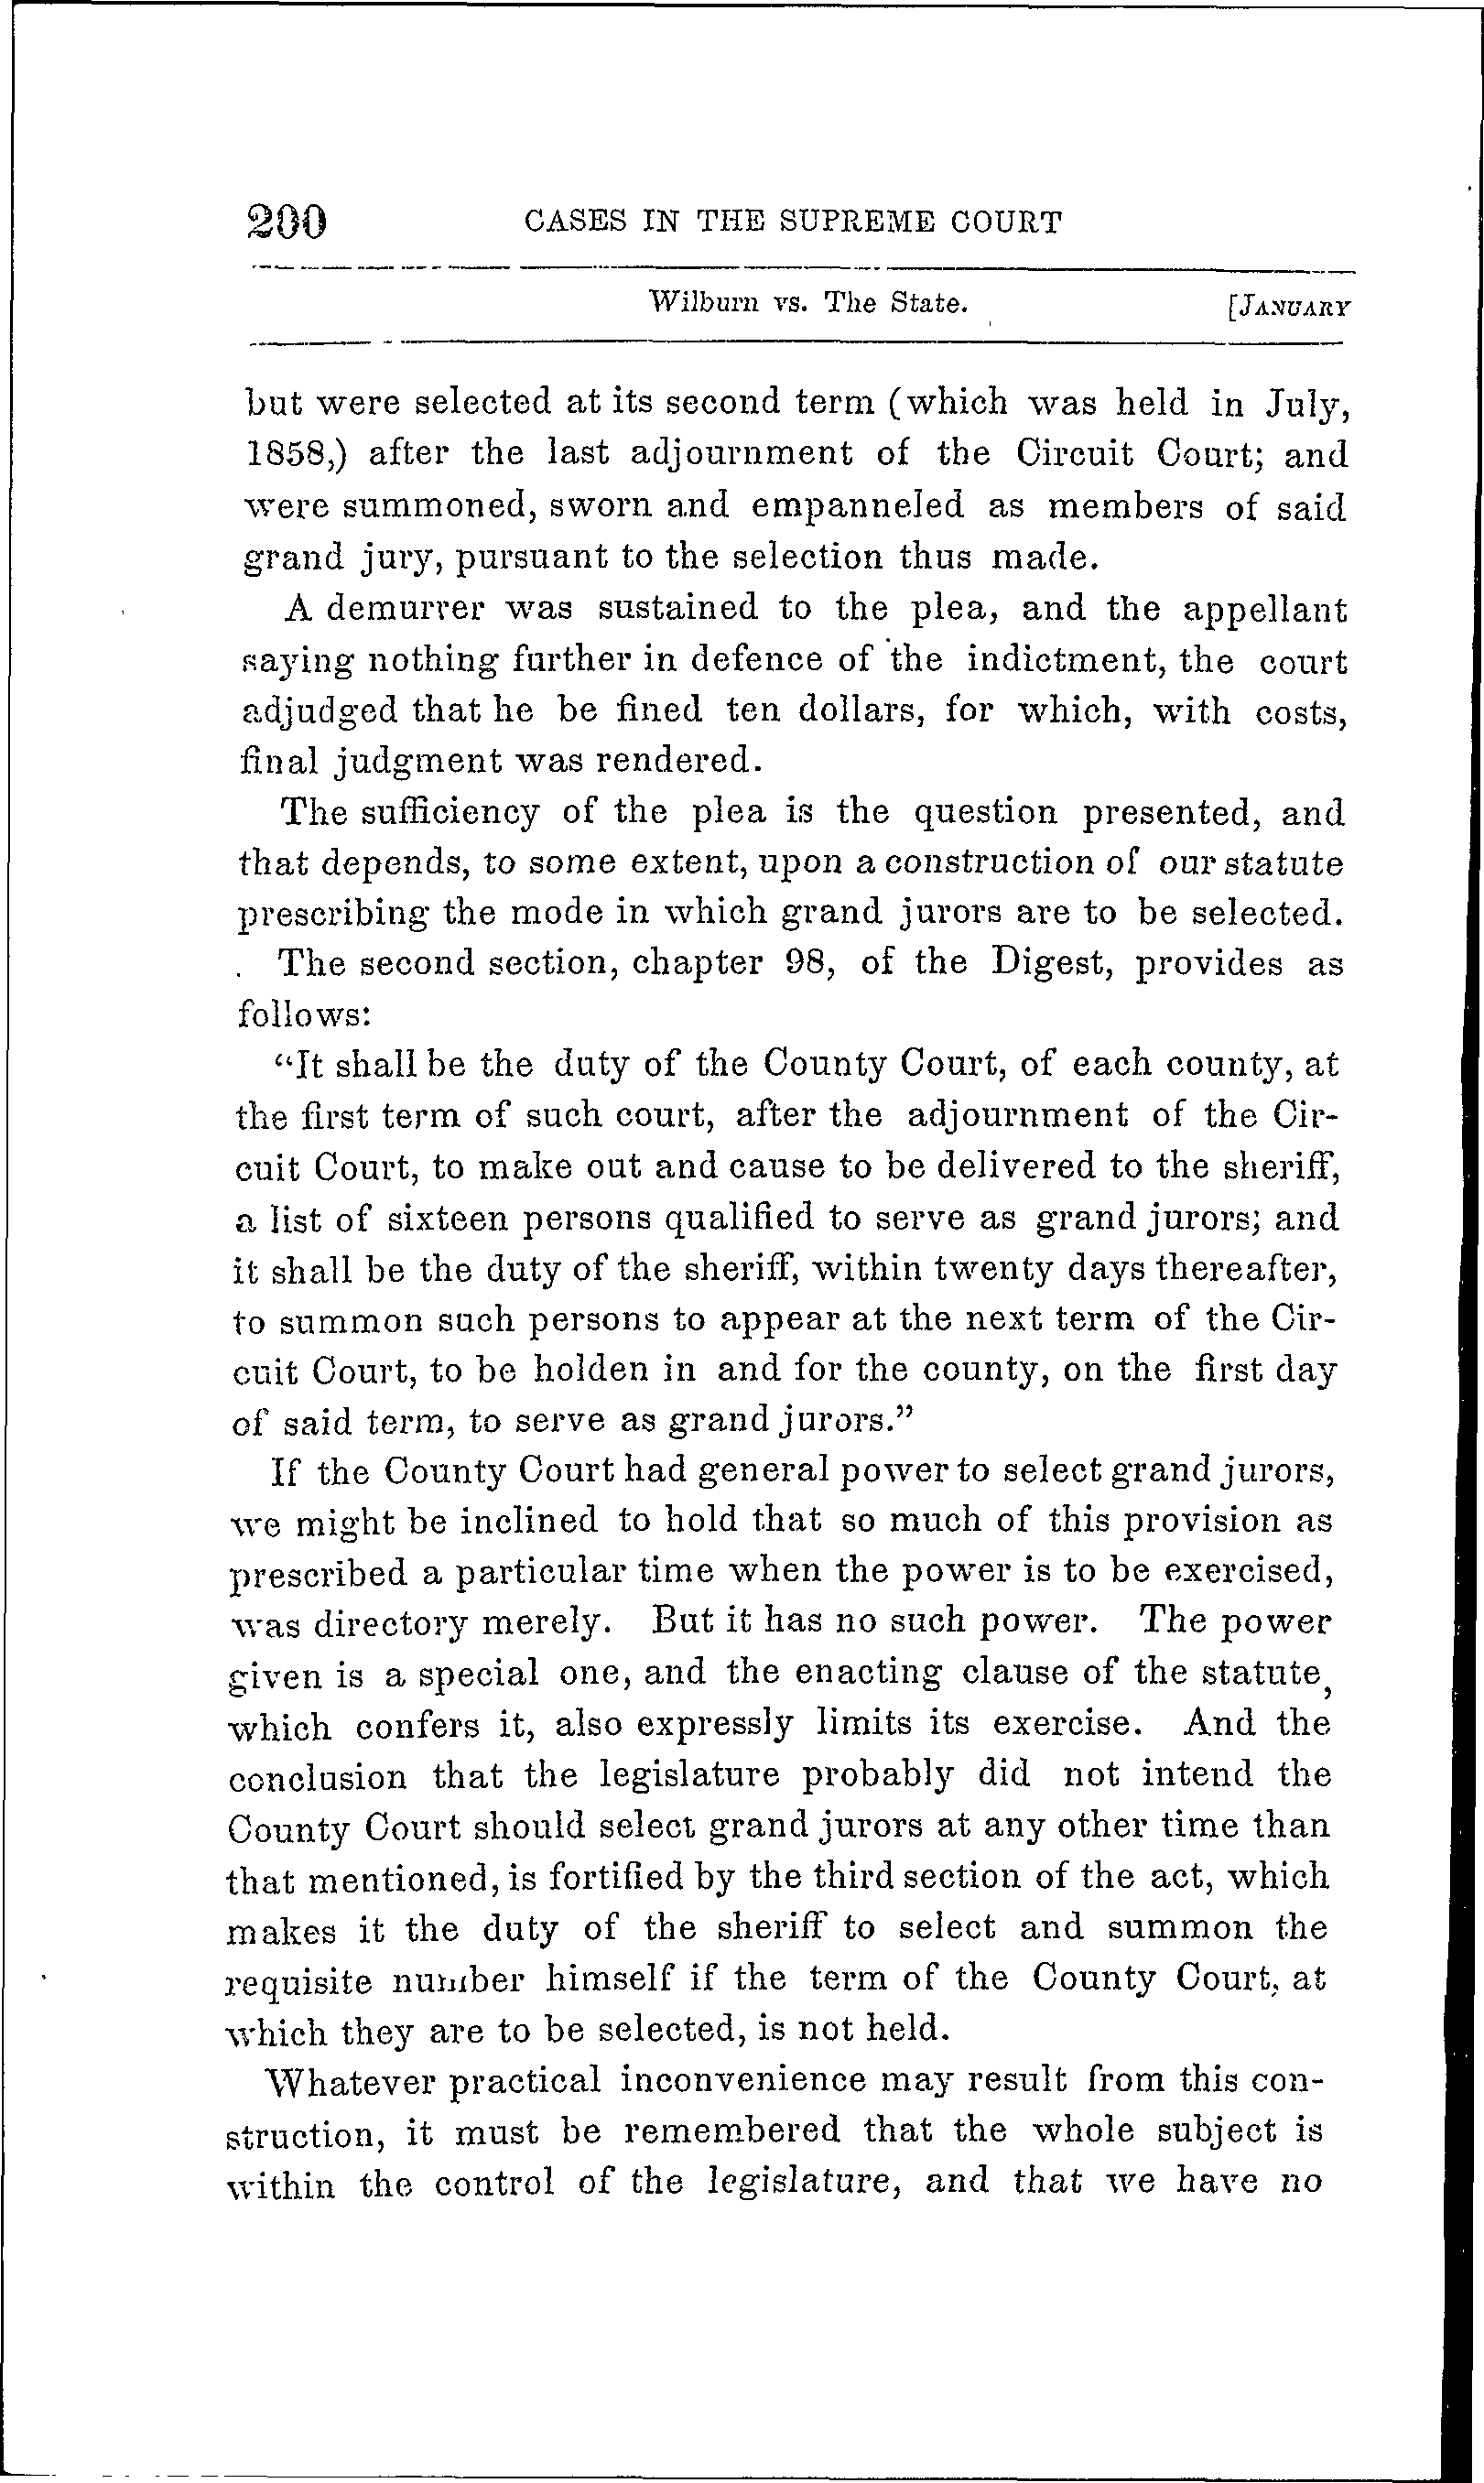 200 CASES IN THE SUPREME COURT
Wilburn vs. The State. [JANUARY
but were selected at its second term (which was held in July,
1858,) after the last adjournment of the Circuit Court; and
were summoned, sworn and empanneled as members of said
grand jury, pursuant to the selection thus made.
A demurrer was sustained to the plea, and the appellant
saying nothing further in defence of the indictment, the court
adjudged that he be fined ten dollars, for which, with costs,
final judgment was rendered.
The sufficiency of the plea is the question presented, and
that depends, to some extent, upon a construction of our statute
prescribing the mode in which grand jurors are to be selected.
The second section, chapter 98, of the Digest, provides as
follows:
"It shall be the duty of the County Court, of each county, at
the first term of such court, after the adjournment of the Cir-
cuit Court, to make out and cause to be delivered to the sheriff,
a list of sixteen persons qualified to serve as grand jurors; and
it shall be the duty of the sheriff, within twenty days thereafter,
to summon such persons to appear at the next term of the Cir-
cuit Court, to be holden in and for the county, on the first day
of said term, to serve as grand jurors."
If the County Court had general power to select grand jurors,
we might be inclined to hold that so much of this provision as
prescribed a particular time when the power is to be exercised,
was directory merely. But it has no such power. The power
given is a special one, and the enacting clause of the statute,
which confers it, also expressly limits its exercise. And the
conclusion that the legislature probably did not intend the
County Court should select grand jurors at any other time than
that mentioned, is fortified by the third section of the act, which
makes it the duty of the sheriff to select and summon the
requisite number himself if the term of the County Court, at
which they are to be selected, is not held.
Whatever practical inconvenience may result from this con-
struction, it must be remembered that the whole subject is
within the control of the legislature, and that we have no